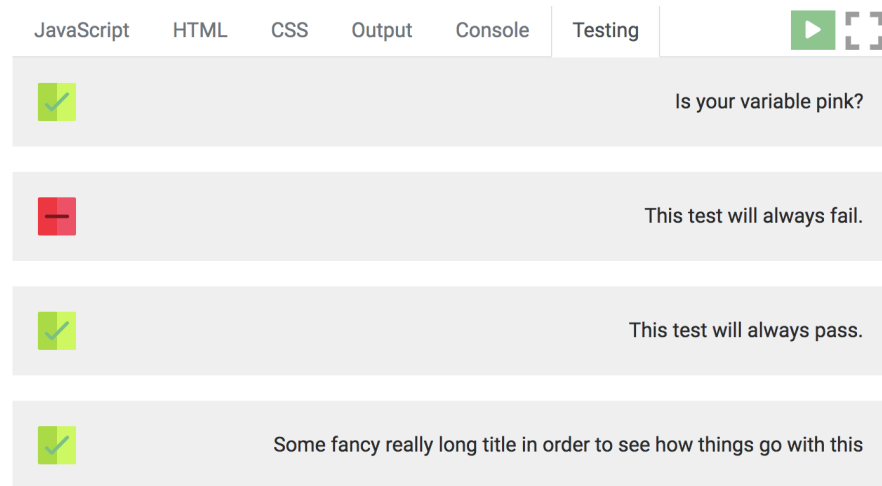 JavaScript HTML CSS Output Console Testing
Is your variable pink?
This test will always fail.
This test will always pass.
Some fancy really long title in order to see how things go with this